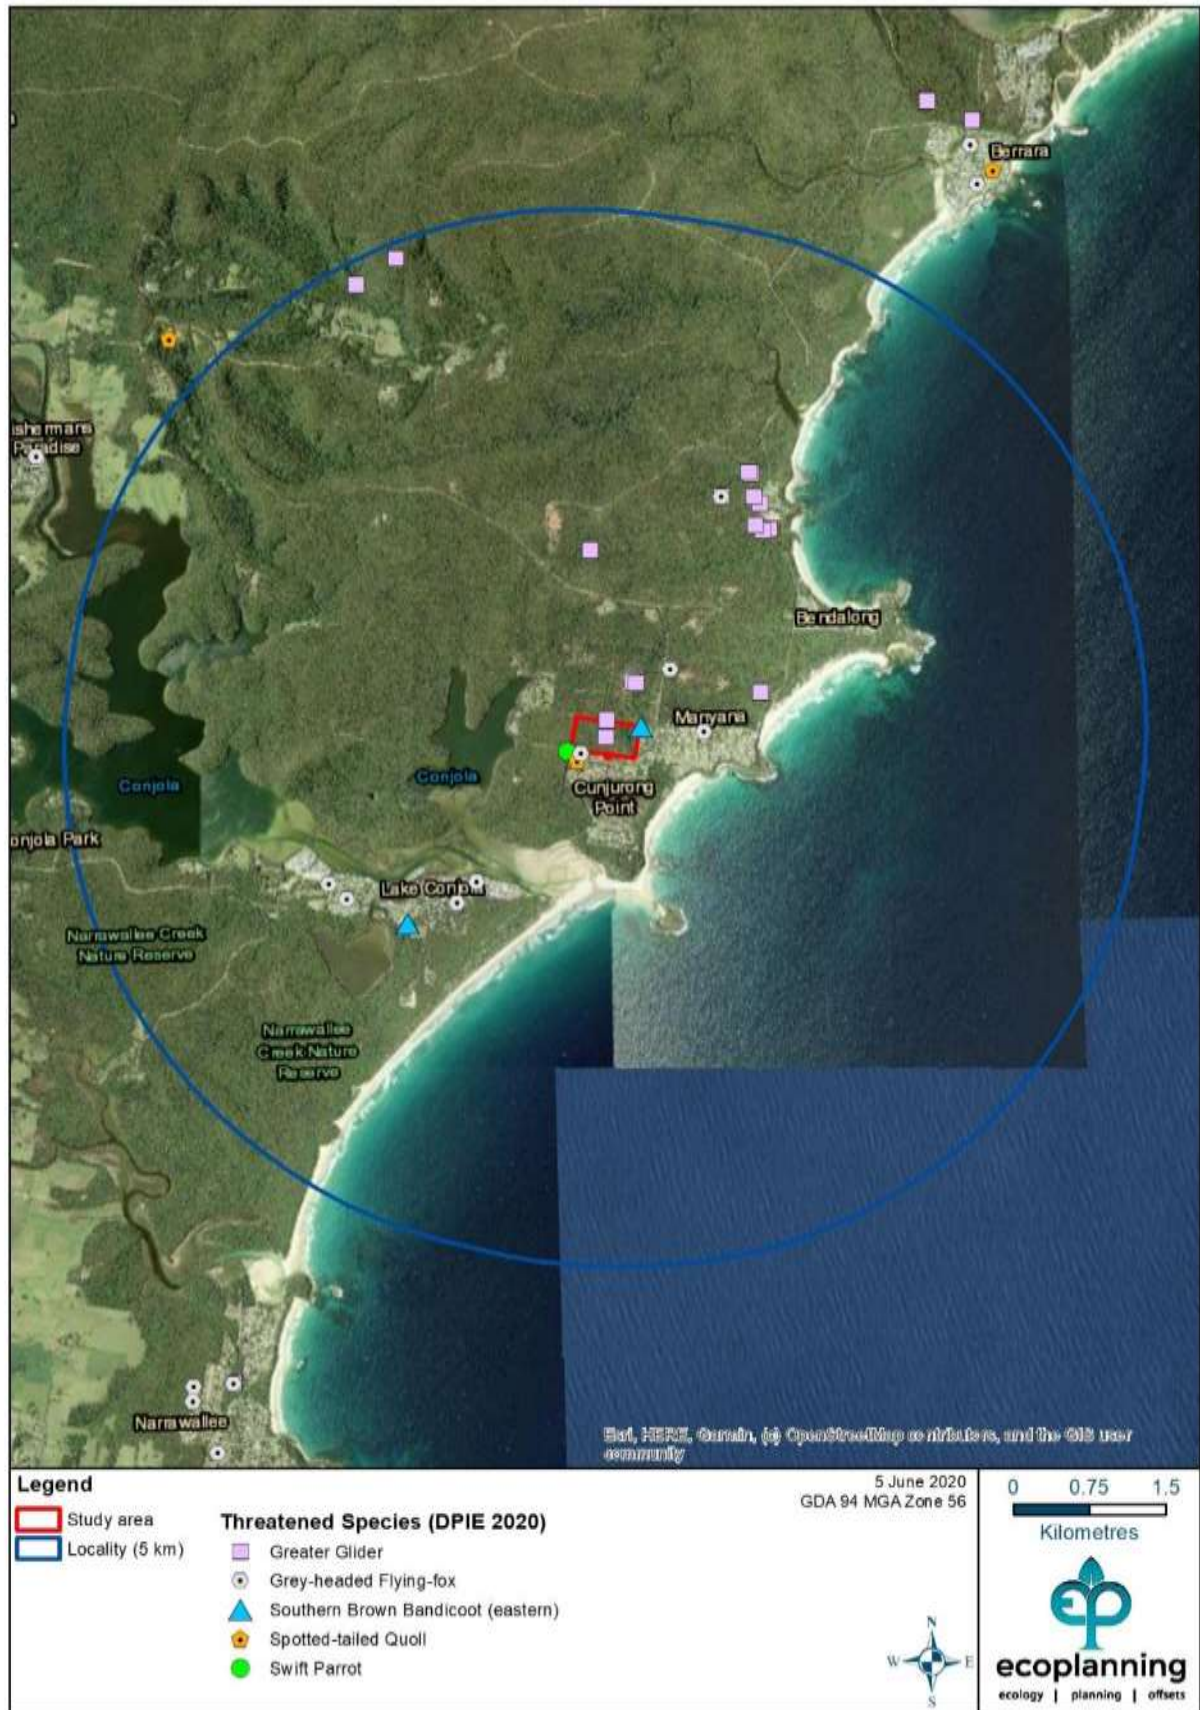 Berrara
ishermans
Paradise
Bendalong
Manyana
Conjola
Conjola
Cunjurong
Point
onjola Park
Lake Conjola
Narrawallee Creek
Nature Reserve
Narrawallee
Creek Nature
Reserve
Narrawallee
Esri, HERE, Garmin, (c) OpenStreetMap contributors, and the GIS user
community
Legend
Study area
Locality (5 km)
Threatened Species (DPIE 2020)
Greater Glider
Grey-headed Flying-fox
Southern Brown Bandicoot (eastern)
Spotted-tailed Quoll
Swift Parrot
5 June 2020
GDA 94 MGA Zone 56
N
W E
S
0 0.75 1.5
Kilometres
ep
ecoplanning
ecology | planning | offsets